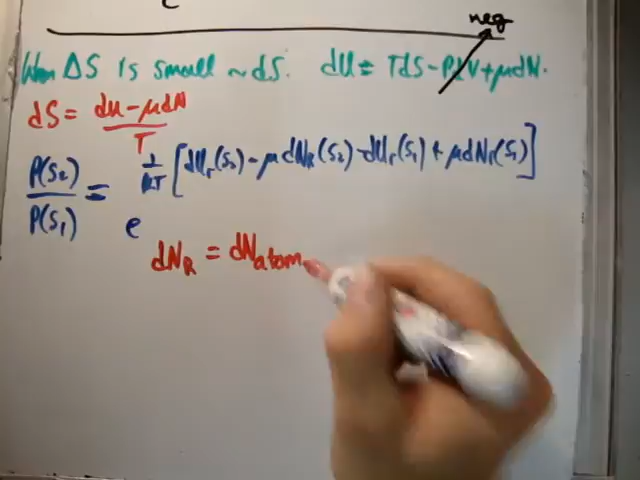 neg
When ΔS is small ~ dS. dU = TdS - PdV + μdN.
dS = du - μdN / T
P(S₂) / P(S₁) = e 1/kT [dUr(S₂) - μdNR(S₂) - dUr(S₁) + μdNr(S₁)]
dNR = dNatom